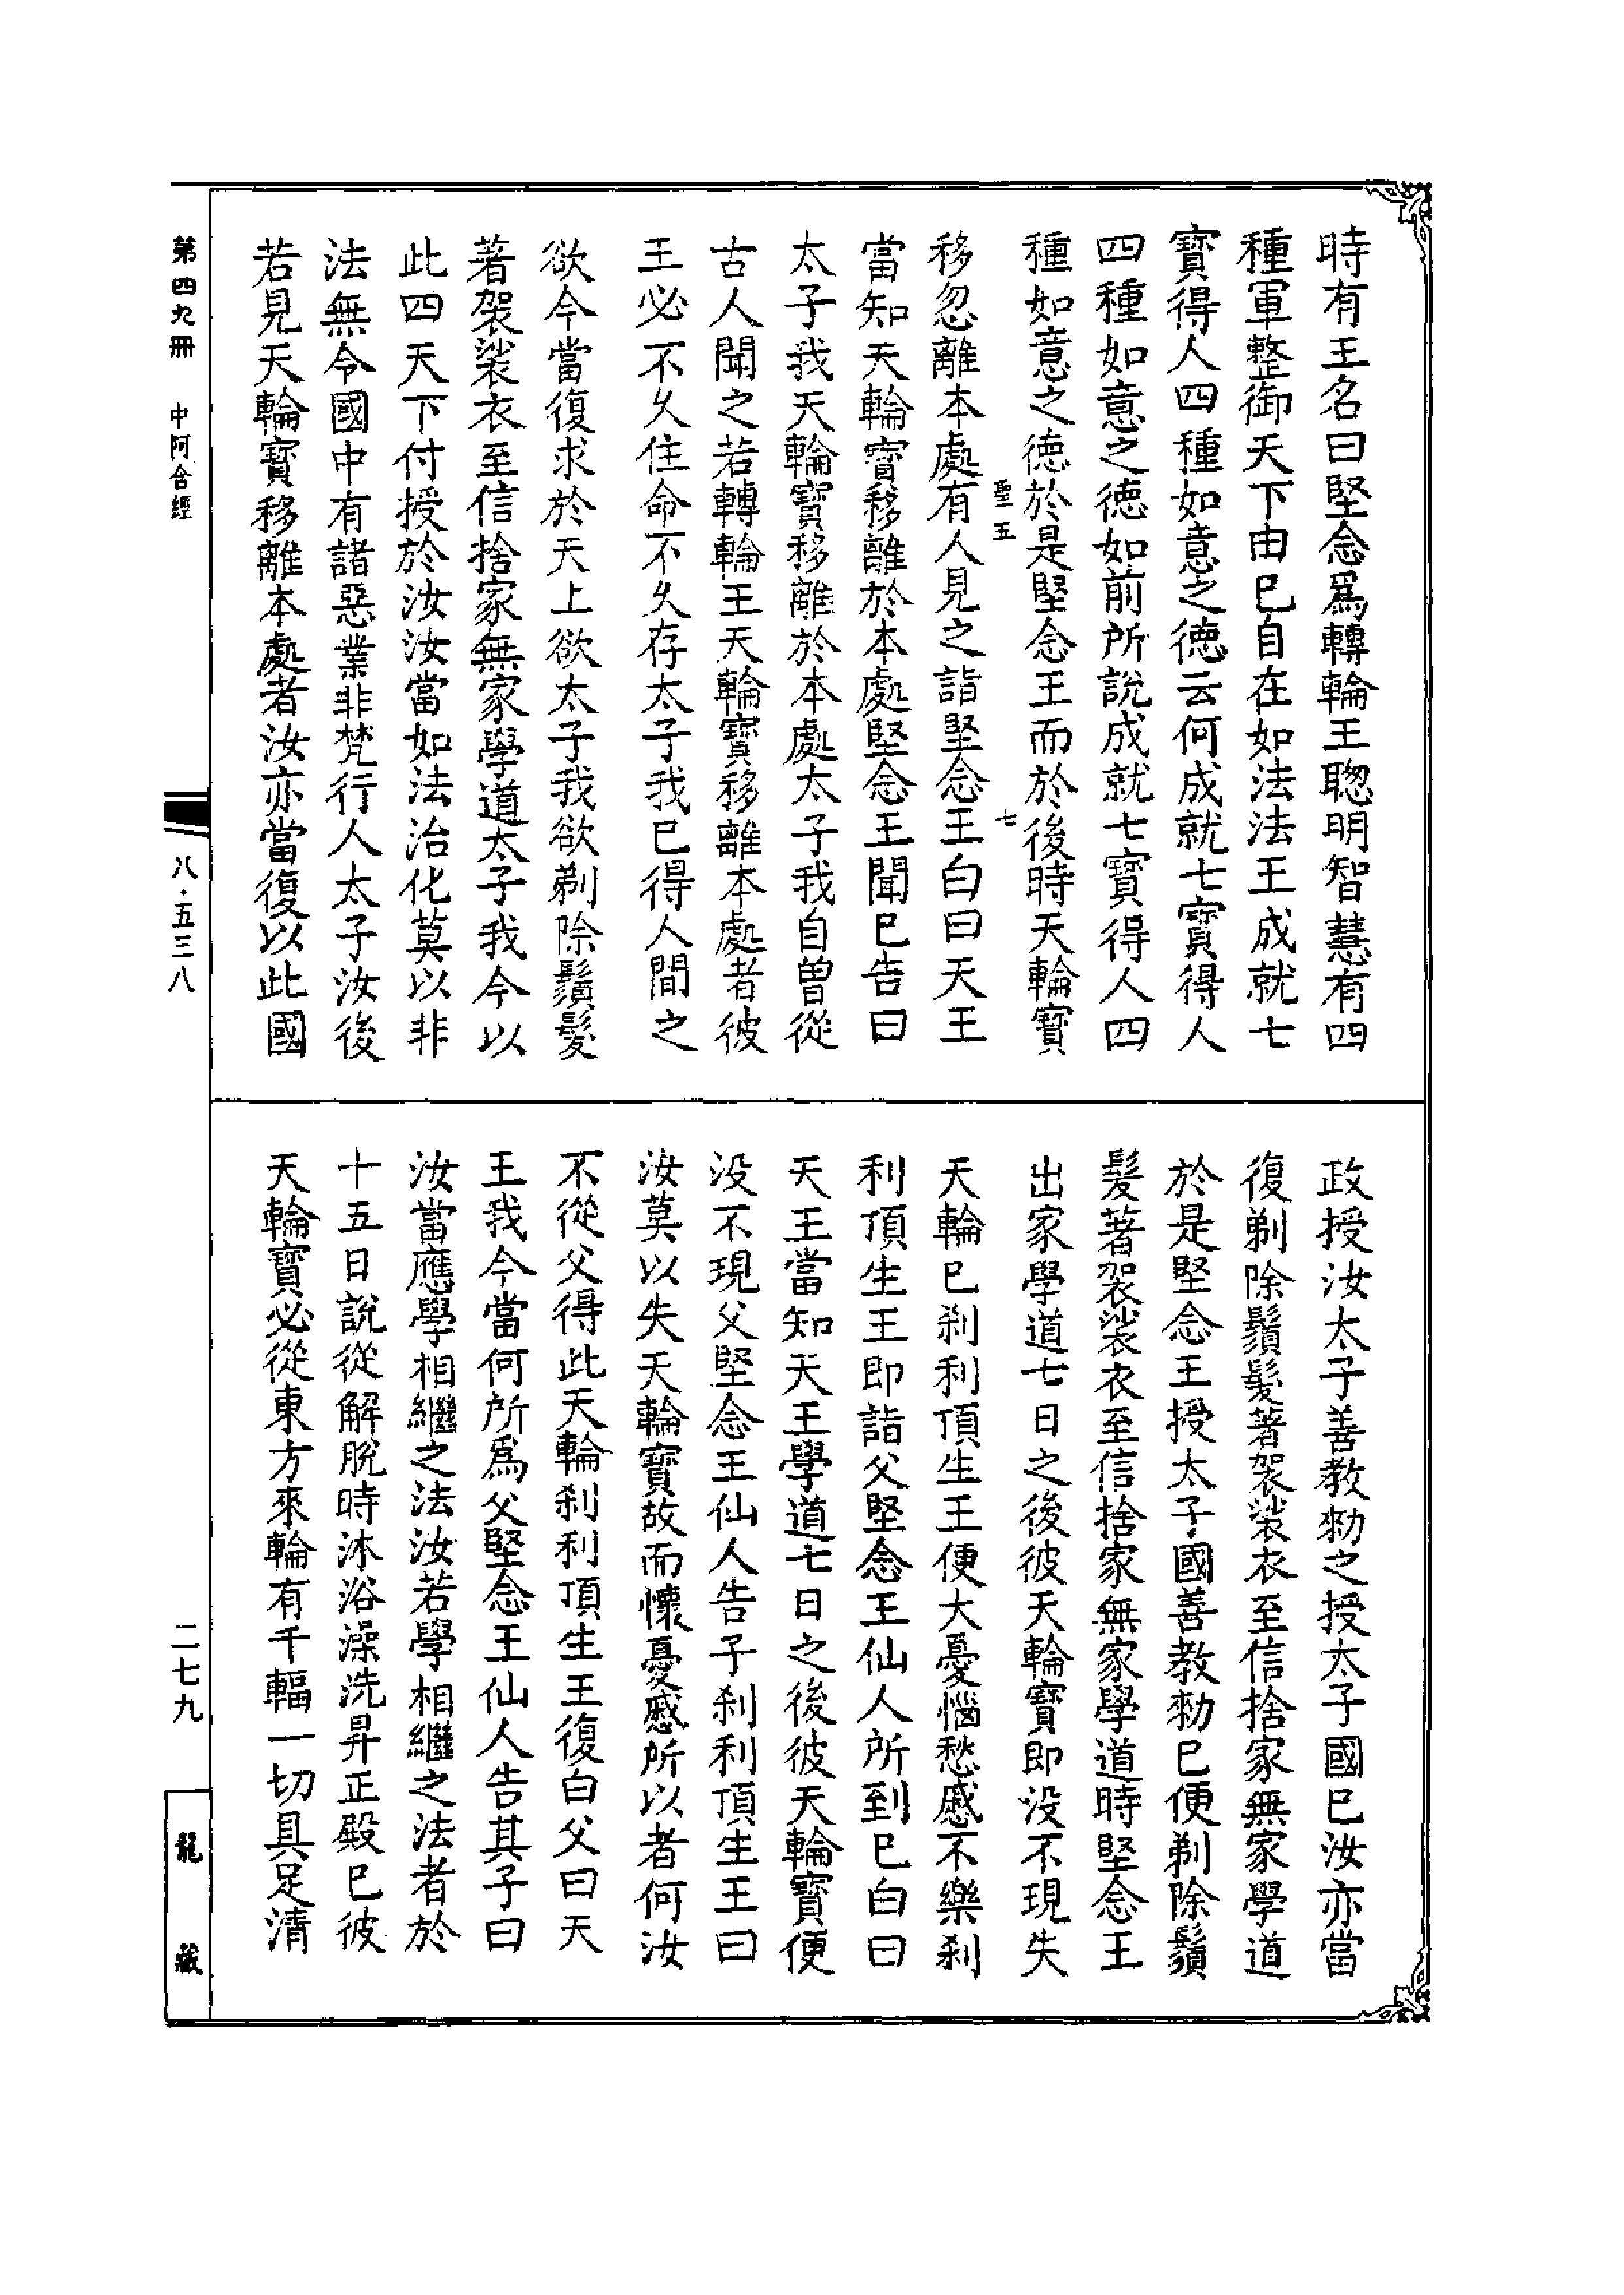 時有王名曰堅念爲轉輪王聰明智慧有四
種軍整御天下由已自在如法法王成就七
寶得人四種如意之德云何成就七寶得人
四種如意之德如前所說成就七寶得人四
種如意之德於是堅念王而於後時天輪寶
聖五 七
移忽離本處有人見之詣堅念王白曰天王
當知天輪寶移離於本處堅念王聞已告曰
太子我天輪寶移離於本處太子我自曾從
古人聞之若轉輪王天輪寶移離本處者彼
王必不久住命不久存太子我已得人間之
欲今當復求於天上欲太子我欲剃除鬚髮
著袈裟衣至信捨家無家學道太子我今以
此四天下付授於汝汝當如法治化莫以非
法無令國中有諸惡業非梵行人太子汝後
若見天輪寶移離本處者汝亦當復以此國
政授汝太子善教勑之授太子國已汝亦當
復剃除鬚髮著袈裟衣至信捨家無家學道
於是堅念王授太子國善教勑已便剃除鬚
髮著袈裟衣至信捨家無家學道時堅念王
出家學道七日之後彼天輪寶即没不現失
天輪已刹利頂生王便大憂惱愁慼不樂刹
利頂生王即詣父堅念王仙人所到已白曰
天王當知天王學道七日之後彼天輪寶便
没不現父堅念王仙人告子刹利頂生王曰
汝莫以失天輪寶故而懷憂慼所以者何汝
不從父得此天輪刹利頂生王復白父曰天
王我今當何所爲父堅念王仙人告其子曰
汝當應學相繼之法汝若學相繼之法者於
十五日說從解脫時沐浴澡洗昇正殿已彼
天輪寶必從東方來輪有千輻一切具足清
第四九冊 中阿含經 八·五三八 二七九 龍藏